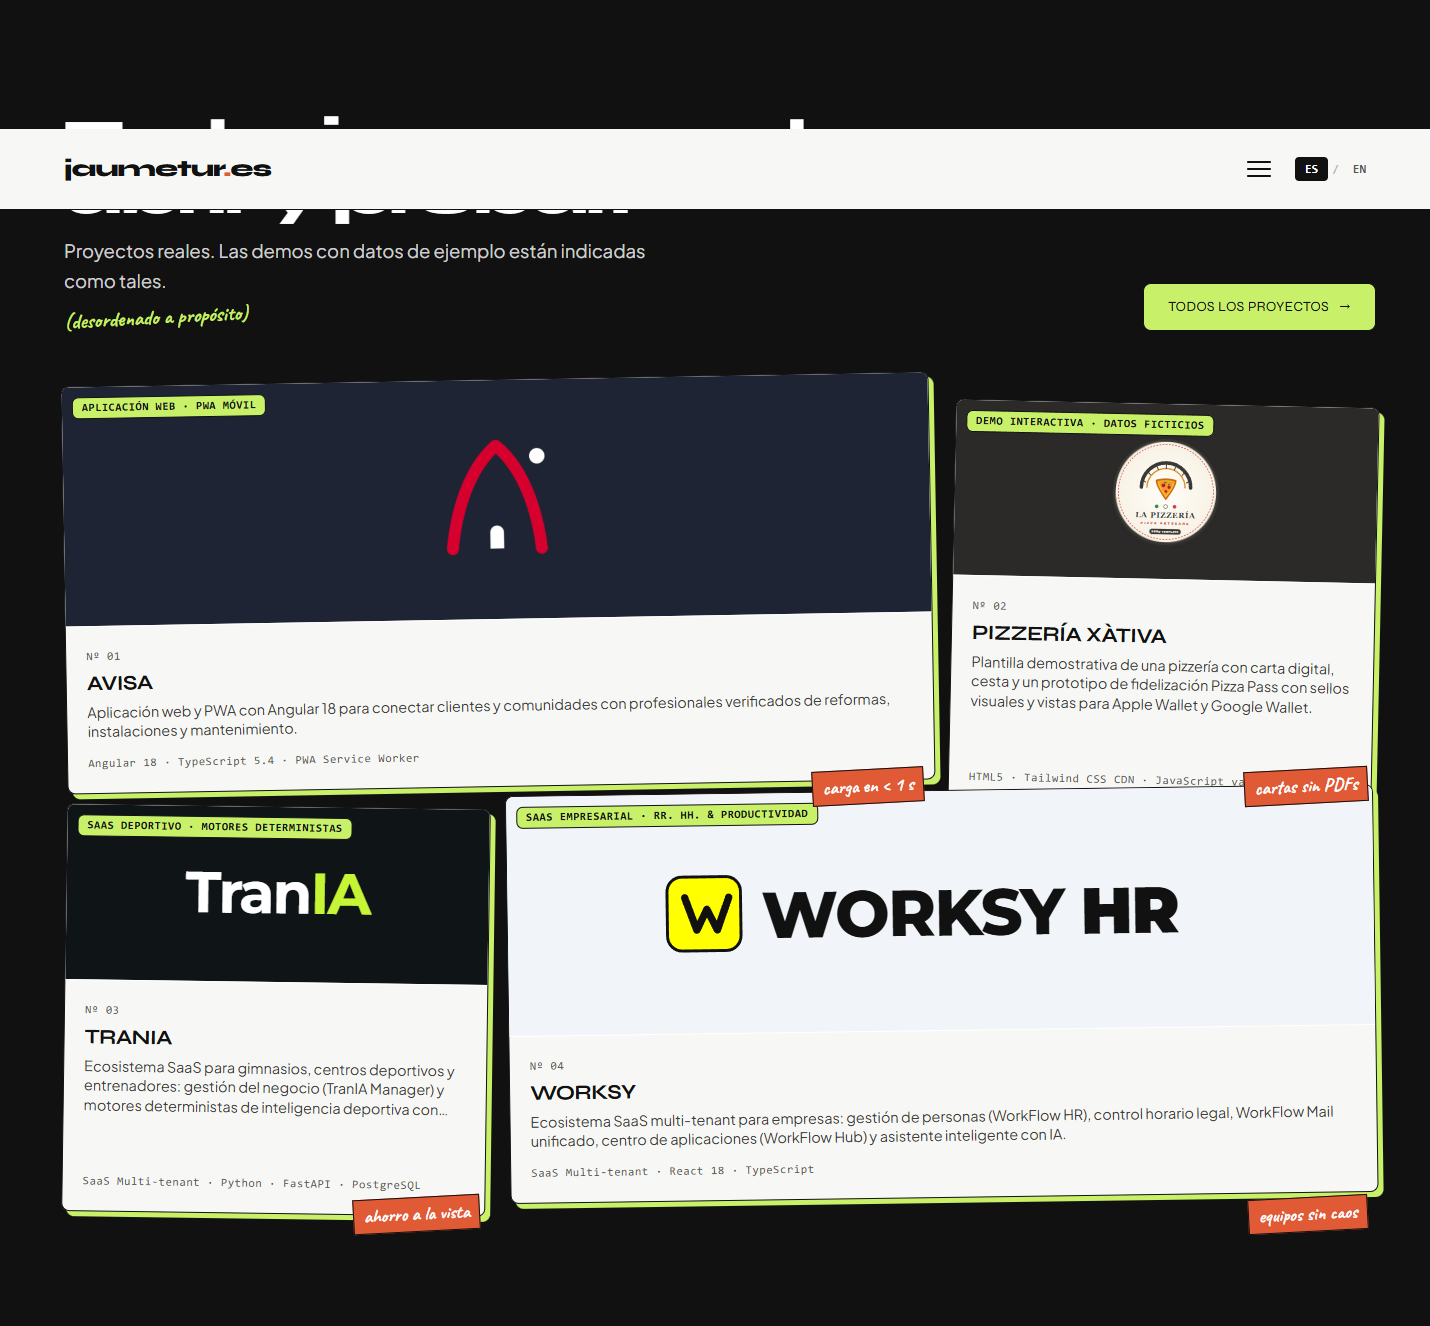 jaumetur.es
ES / EN
Proyectos reales. Las demos con datos de ejemplo están indicadas
como tales.
(desordenado a propósito)
TODOS LOS PROYECTOS →
APLICACIÓN WEB · PWA MÓVIL
Nº 01
AVISA
Aplicación web y PWA con Angular 18 para conectar clientes y comunidades con profesionales verificados de reformas,
instalaciones y mantenimiento.
Angular 18 · TypeScript 5.4 · PWA Service Worker
carga en < 1 s
DEMO INTERACTIVA · DATOS FICTICIOS
LA PIZZERÍA
Nº 02
PIZZERÍA XÀTIVA
Plantilla demostrativa de una pizzería con carta digital,
cesta y un prototipo de fidelización Pizza Pass con sellos
visuales y vistas para Apple Wallet y Google Wallet.
HTML5 · Tailwind CSS CDN · JavaScript va
cartas sin PDFs
SAAS DEPORTIVO · MOTORES DETERMINISTAS
TranIA
Nº 03
TRANIA
Ecosistema SaaS para gimnasios, centros deportivos y
entrenadores: gestión del negocio (TranIA Manager) y
motores deterministas de inteligencia deportiva con...
SaaS Multi-tenant · Python · FastAPI · PostgreSQL
ahorro a la vista
SAAS EMPRESARIAL · RR. HH. & PRODUCTIVIDAD
W WORKSY HR
Nº 04
WORKSY
Ecosistema SaaS multi-tenant para empresas: gestión de personas (WorkFlow HR), control horario legal, WorkFlow Mail
unificado, centro de aplicaciones (WorkFlow Hub) y asistente inteligente con IA.
SaaS Multi-tenant · React 18 · TypeScript
equipos sin caos